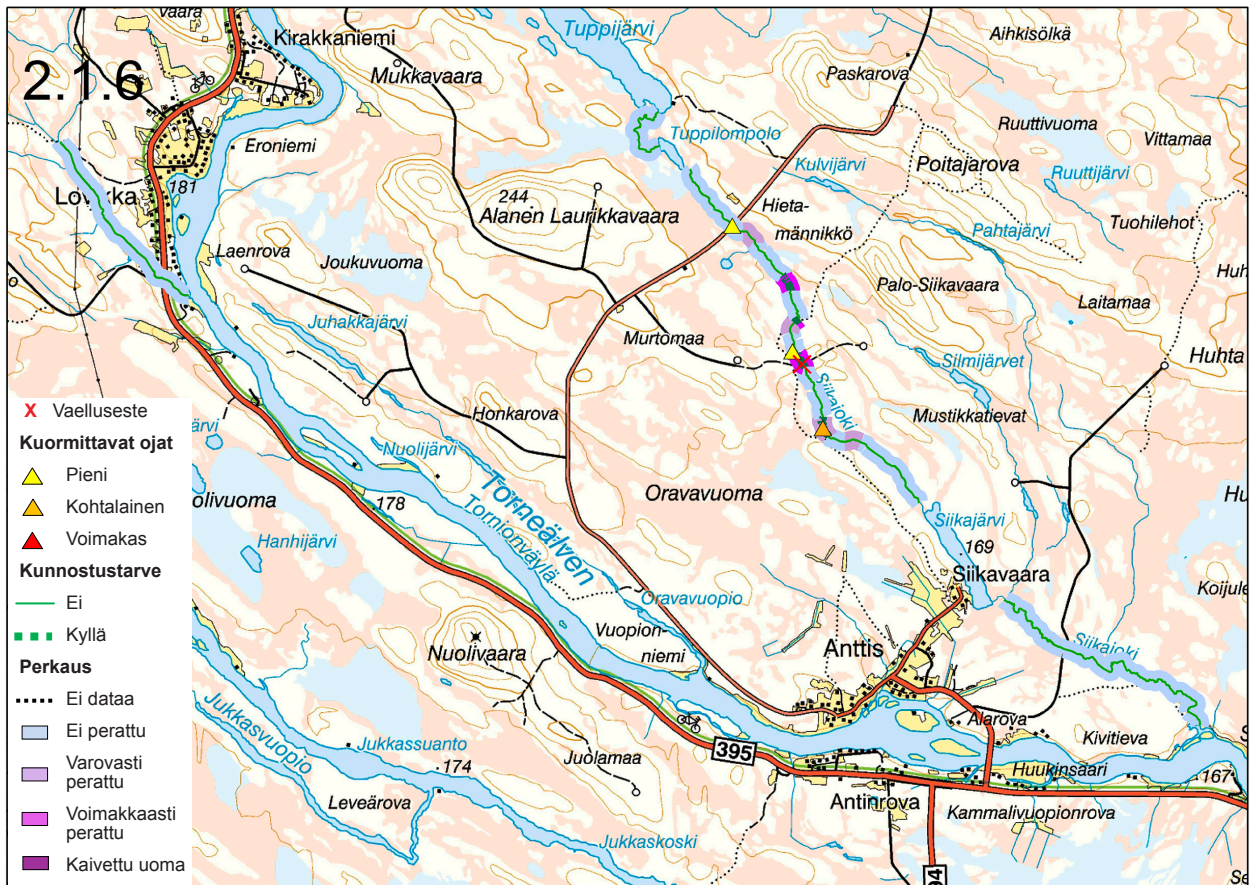 vaara
Kirakkaniemi
Tuppijärvi
Aihkisölkä
2.1.6
Mukkavaara
Paskarova
Eroniemi
Tuppilompolo
Ruuttivuoma
Vittamaa
Kulvijärvi
Poitajarova
Ruuttijärvi
181
244
Alanen Laurikkavaara
Hieta-
männikkö
Tuohilehot
Pahtajärvi
Laenrova
Joukuvuoma
Palo-Siikavaara
Laitamaa
Juhakkajärvi
Murtomaa
Silmijärvet
Huhta
Siikajoki
Mustikkatievat
Honkarova
X Vaelluseste
Kuormittavat ojat
Pieni
Kohtalainen
Voimakas
Kunnostustarve
Ei
Kyllä
Perkaus
Ei dataa
Ei perattu
Varovasti
perattu
Voimakkaasti
perattu
Kaivettu uoma
ärvi
Nuolijärvi
olivuoma
178
Torneälven
Tornionväylä
Oravavuoma
Hanhijärvi
Siikajärvi
169
Siikavaara
Koijule
Oravavuopio
Vuopion-
niemi
Anttis
Siikajoki
Nuolivaara
Alarova
Kivitieva
Jukkasvuopio
Jukkassuanto
174
Juolamaa
395
Huukinsaari
167
Leveärova
Antinrova
Kammalivuopionrova
Jukkaskoski